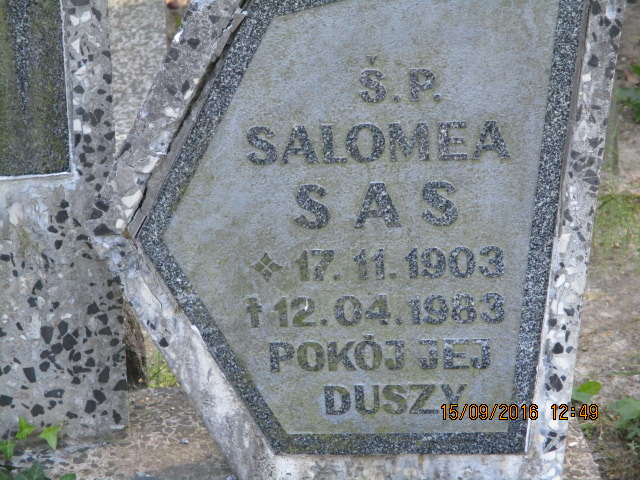 Ś.P.
SALOMEA
SAS
* 17.11.1903
† 12.04.1983
POKÓJ JEJ
DUSZY
15/09/2016 12:49